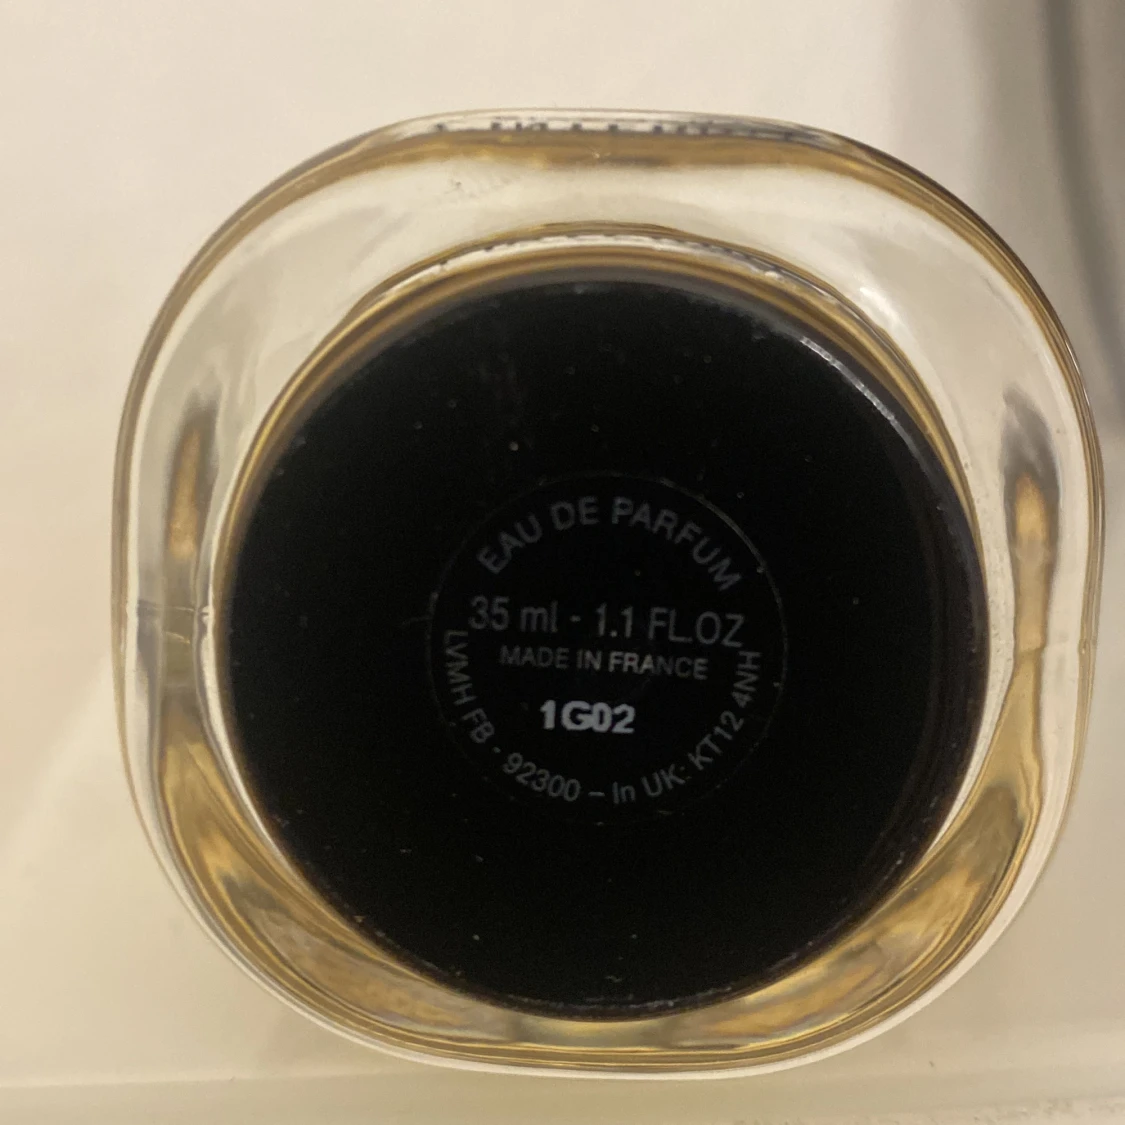 EAU DE PARFUM
35 ml - 1.1 FL.OZ
MADE IN FRANCE
1G02
LVMH FB - 92300 – In UK: KT12 4NH